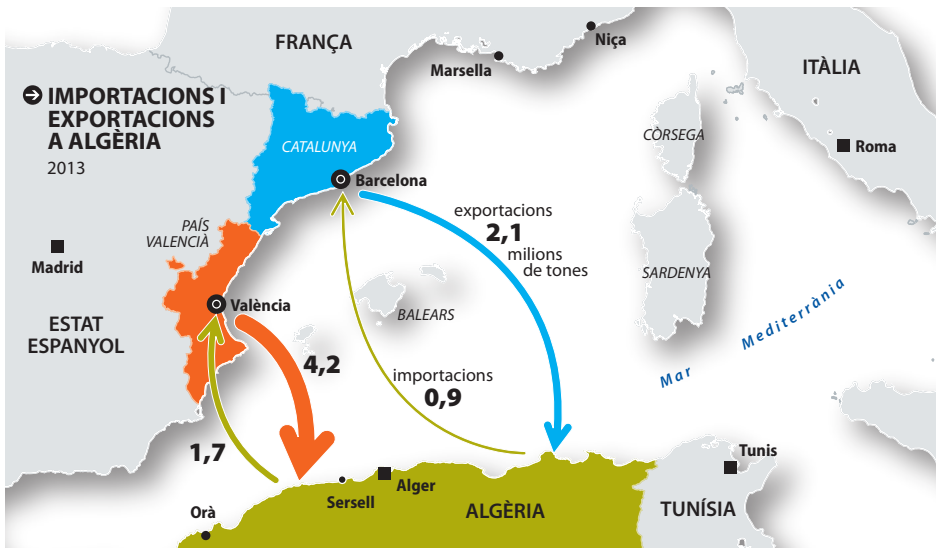 IMPORTACIONS I
EXPORTACIONS
A ALGÈRIA
2013
FRANÇA
Niça
Marsella
ITÀLIA
CÒRSEGA
Roma
CATALUNYA
Barcelona
exportacions
2,1
milions
de tones
PAÍS
VALENCIÀ
Madrid
SARDENYA
València
BALEARS
ESTAT
ESPANYOL
Mar Mediterrània
4,2
importacions
0,9
1,7
Tunis
Alger
Sersell
Orà
ALGÈRIA
TUNÍSIA